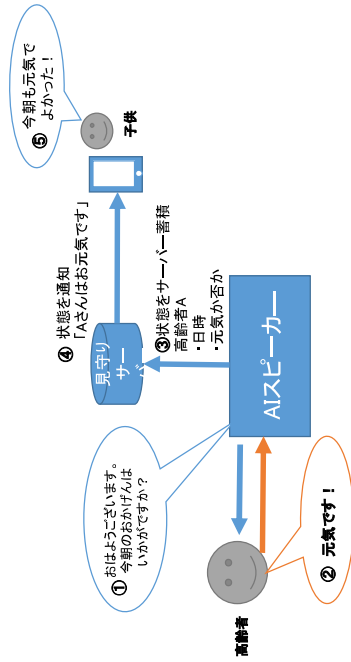 ① おはようございます。
今朝のおかげんは
いかがですか？
高齢者
② 元気です！
AIスピーカー
③状態をサーバー蓄積
高齢者A
・日時
・元気か否か
見守り
サー
バ
④ 状態を通知
「Aさんはお元気です」
子供
⑤ 今朝も元気で
よかった！